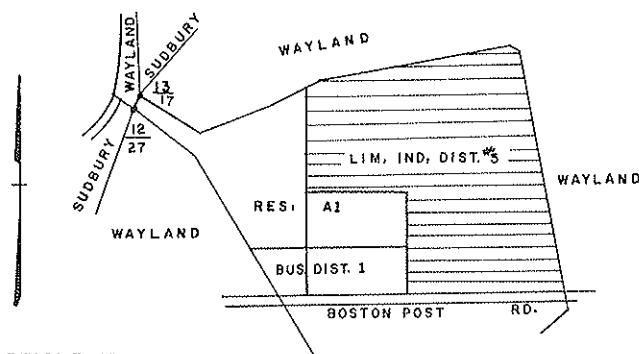 WAYLAND
SUDBURY
WAYLAND
13
17
12
27
SUDBURY
WAYLAND
LIM, IND, DIST. #5
WAYLAND
RES: A1
BUS. DIST. 1
BOSTON POST RD.